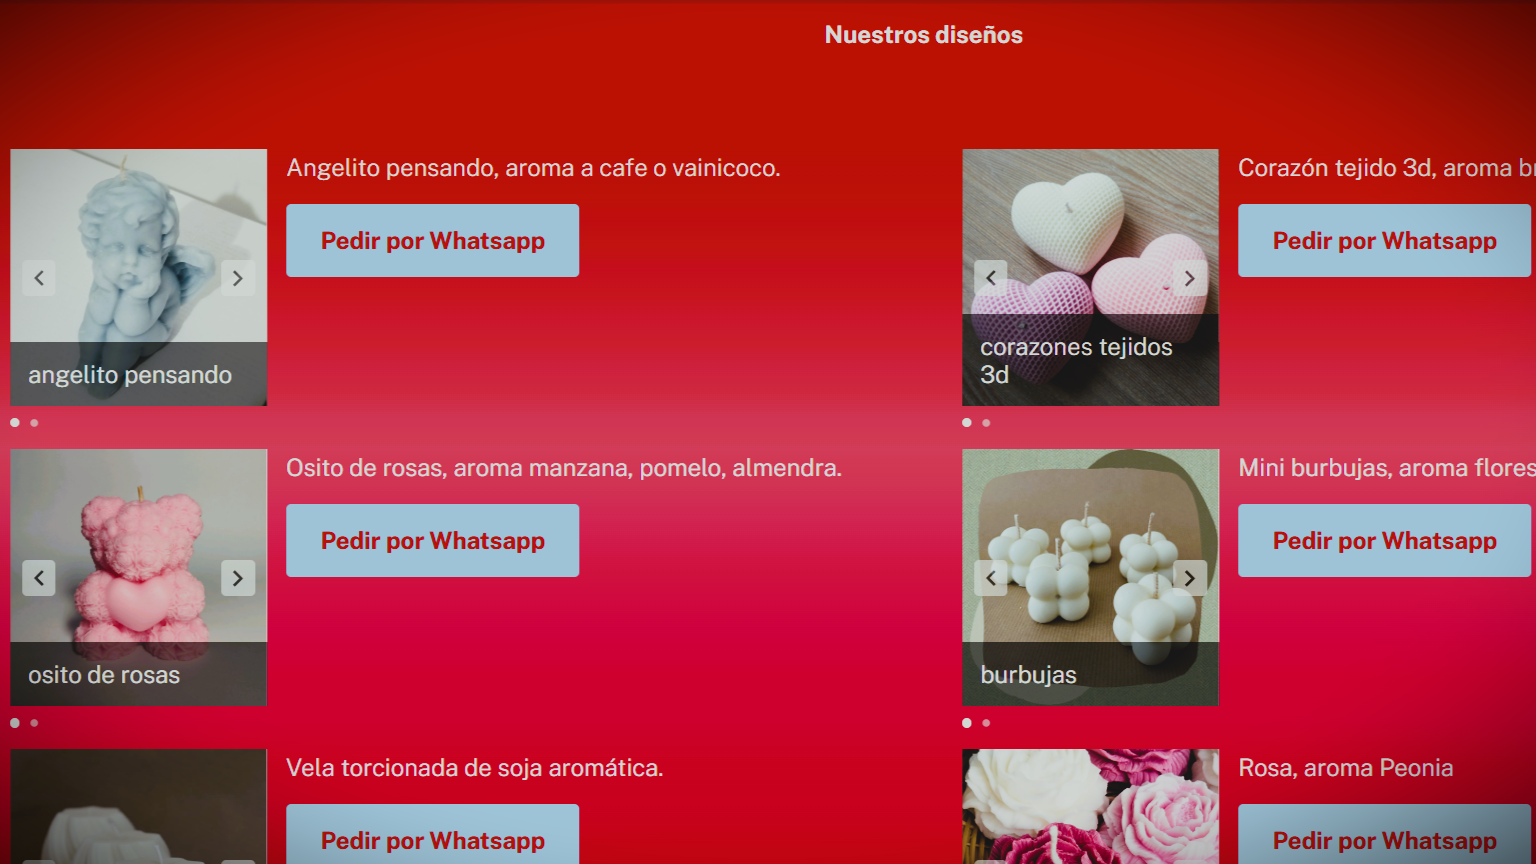 Nuestros diseños
Angelito pensando, aroma a cafe o vainicoco.
Pedir por Whatsapp
angelito pensando
Corazón tejido 3d, aroma
Pedir por Whatsapp
corazones tejidos
3d
Osito de rosas, aroma manzana, pomelo, almendra.
Pedir por Whatsapp
osito de rosas
Mini burbujas, aroma flores
Pedir por Whatsapp
burbujas
Vela torcionada de soja aromática.
Pedir por Whatsapp
Rosa, aroma Peonia
Pedir por Whatsapp